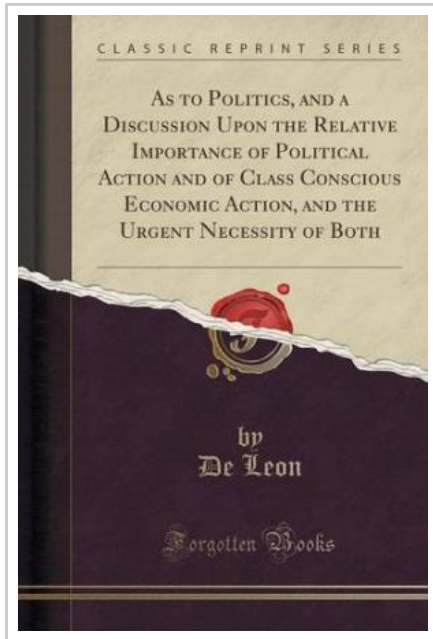 CLASSIC REPRINT SERIES
AS TO POLITICS, AND A
DISCUSSION UPON THE RELATIVE
IMPORTANCE OF POLITICAL
ACTION AND OF CLASS CONSCIOUS
ECONOMIC ACTION, AND THE
URGENT NECESSITY OF BOTH
by
De Leon
Forgotten Books